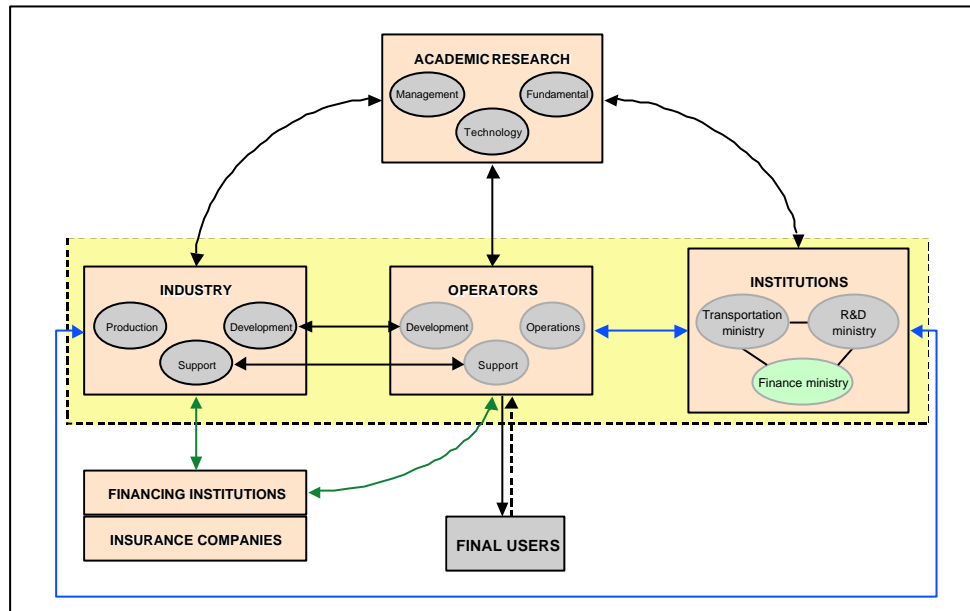 ACADEMIC RESEARCH
Management
Fundamental
Technology
INDUSTRY
Production
Development
Support
OPERATORS
Development
Operations
Support
INSTITUTIONS
Transportation
ministry
R&D
ministry
Finance ministry
FINANCING INSTITUTIONS
INSURANCE COMPANIES
FINAL USERS